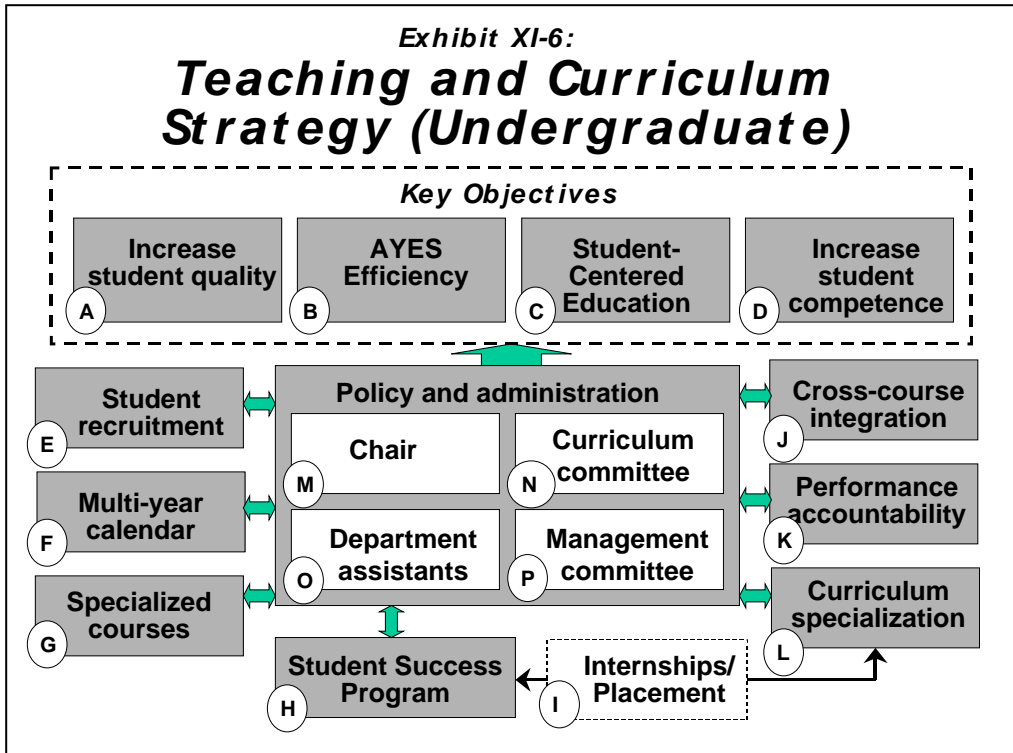 Exhibit XI-6:
Teaching and Curriculum
Strategy (Undergraduate)
Key Objectives
Increase
student quality
A
AYES
Efficiency
B
Student-
Centered
Education
C
Increase
student
competence
D
Student
recruitment
E
Multi-year
calendar
F
Specialized
courses
G
Policy and administration
Chair
M
Curriculum
committee
N
Department
assistants
O
Management
committee
P
Cross-course
integration
J
Performance
accountability
K
Curriculum
specialization
L
Student Success
Program
H
Internships/
Placement
I